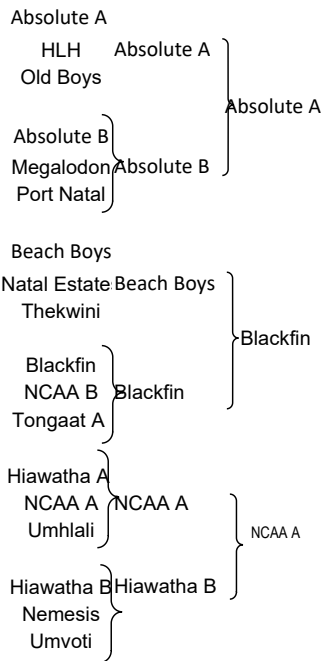 Absolute A
HLH Absolute A
Old Boys
Absolute A
Absolute B
Megalodon Absolute B
Port Natal
Beach Boys
Natal Estate Beach Boys
Thekwini
Blackfin
Blackfin
NCAA B Blackfin
Tongaat A
Hiawatha A
NCAA A NCAA A
Umhlali
NCAA A
Hiawatha B Hiawatha B
Nemesis
Umvoti